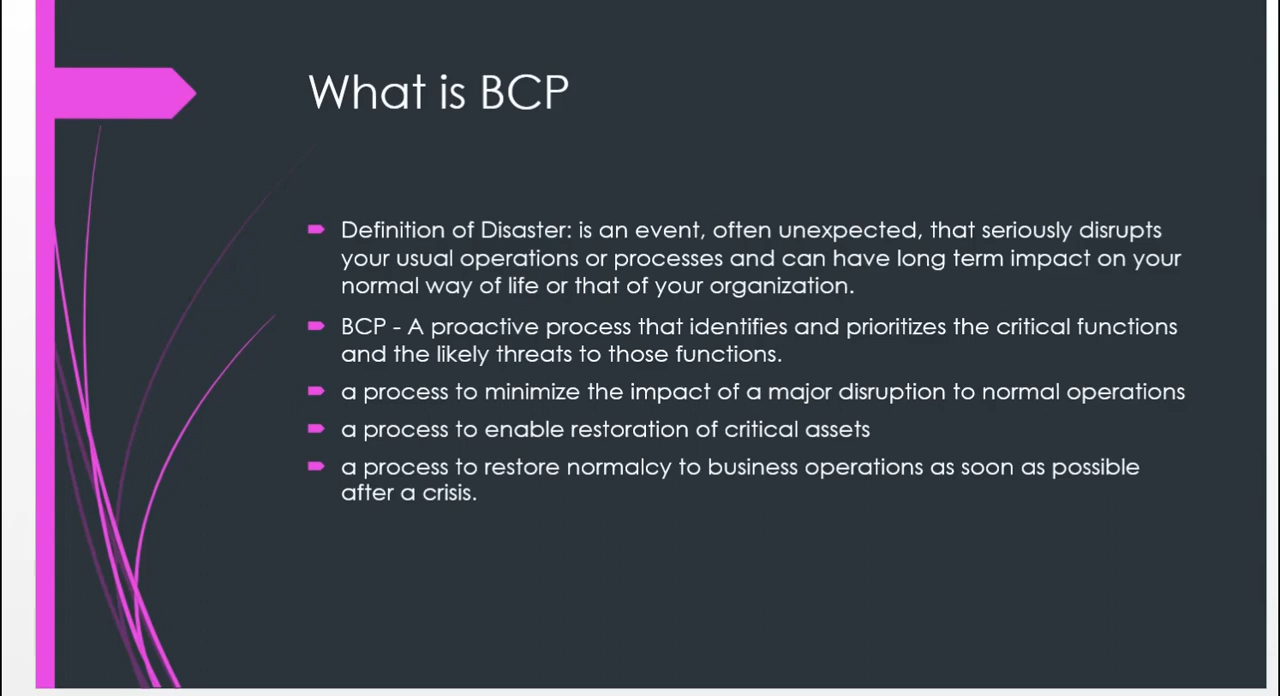 What is BCP
Definition of Disaster: is an event, often unexpected, that seriously disrupts
your usual operations or processes and can have long term impact on your
normal way of life or that of your organization.
BCP - A proactive process that identifies and prioritizes the critical functions
and the likely threats to those functions.
a process to minimize the impact of a major disruption to normal operations
a process to enable restoration of critical assets
a process to restore normalcy to business operations as soon as possible
after a crisis.